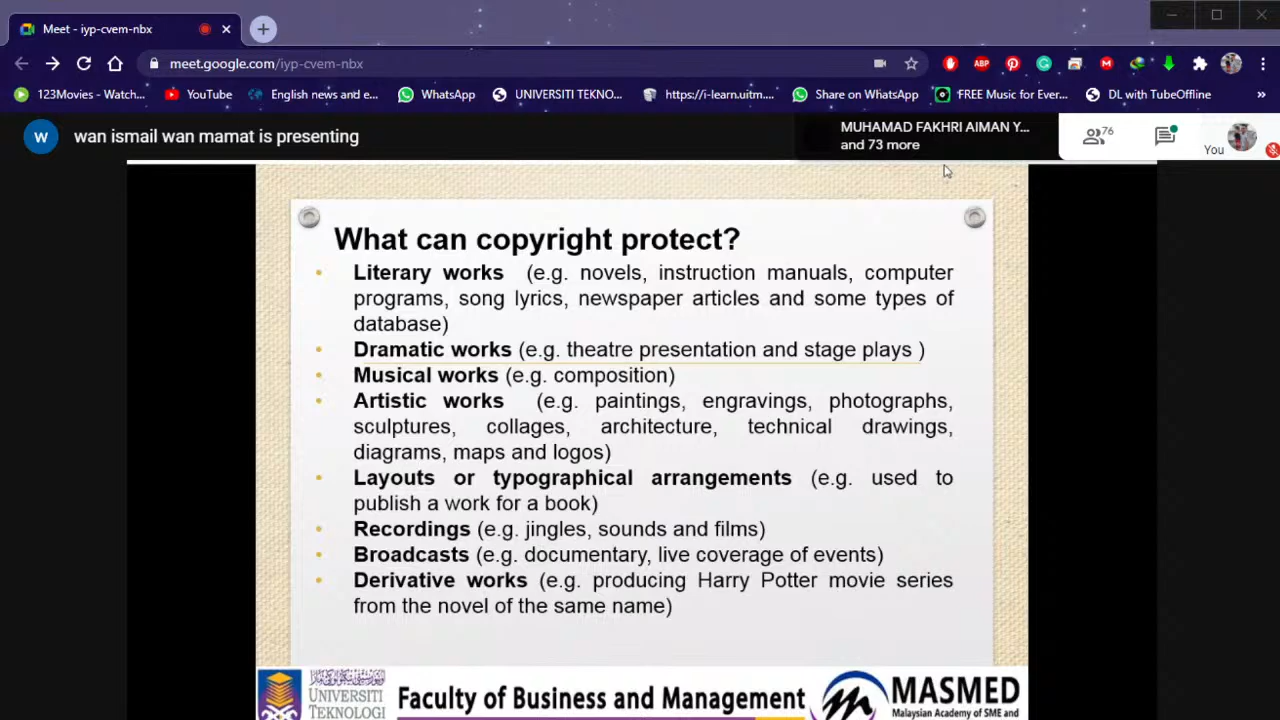 Meet - iyp-cvem-nbx
meet.google.com/iyp-cvem-nbx
123Movies - Watch...
YouTube
English news and e...
WhatsApp
UNIVERSITI TEKNO...
https://i-learn.uitm....
Share on WhatsApp
FREE Music for Ever...
DL with TubeOffline
»
W
wan ismail wan mamat is presenting
MUHAMAD FAKHRI AIMAN Y...
and 73 more
76
You
What can copyright protect?
• Literary works (e.g. novels, instruction manuals, computer
programs, song lyrics, newspaper articles and some types of
database)
• Dramatic works (e.g. theatre presentation and stage plays )
• Musical works (e.g. composition)
• Artistic works (e.g. paintings, engravings, photographs,
sculptures, collages, architecture, technical drawings,
diagrams, maps and logos)
• Layouts or typographical arrangements (e.g. used to
publish a work for a book)
• Recordings (e.g. jingles, sounds and films)
• Broadcasts (e.g. documentary, live coverage of events)
• Derivative works (e.g. producing Harry Potter movie series
from the novel of the same name)
UNIVERSITI
TEKNOLOGI
Faculty of Business and Management
MASMED
Malaysian Academy of SME and